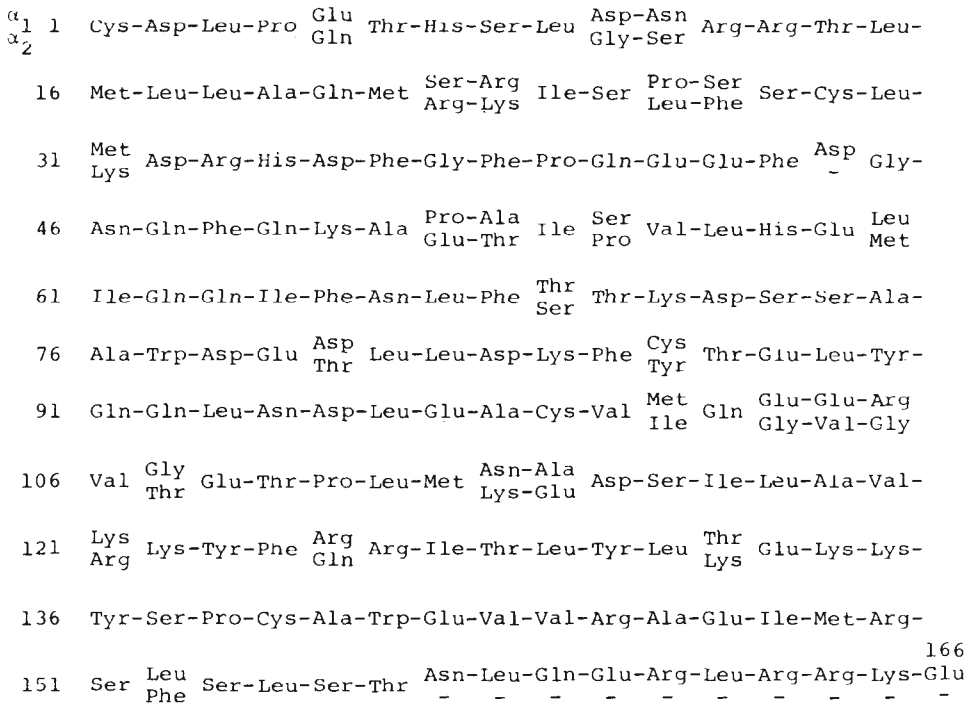 α1 1 Cys-Asp-Leu-Pro Glu Thr-His-Ser-Leu Asp-Asn Arg-Arg-Thr-Leu-
α2 Gln Gly-Ser
16 Met-Leu-Leu-Ala-Gln-Met Ser-Arg Ile-Ser Pro-Ser Ser-Cys-Leu-
Arg-Lys Leu-Phe
31 Met Asp-Arg-His-Asp-Phe-Gly-Phe-Pro-Gln-Glu-Glu-Phe Asp Gly-
Lys -
46 Asn-Gln-Phe-Gln-Lys-Ala Pro-Ala Ile Ser Val-Leu-His-Glu Leu
Glu-Thr Pro Met
61 Ile-Gln-Gln-Ile-Phe-Asn-Leu-Phe Thr Thr-Lys-Asp-Ser-Ser-Ala-
Ser
76 Ala-Trp-Asp-Glu Asp Leu-Leu-Asp-Lys-Phe Cys Thr-Glu-Leu-Tyr-
Thr Tyr
91 Gln-Gln-Leu-Asn-Asp-Leu-Glu-Ala-Cys-Val Met Gln Glu-Glu-Arg
Ile Gly-Val-Gly
106 Val Gly Glu-Thr-Pro-Leu-Met Asn-Ala Asp-Ser-Ile-Leu-Ala-Val-
Thr Lys-Glu
121 Lys Lys-Tyr-Phe Arg Arg-Ile-Thr-Leu-Tyr-Leu Thr Glu-Lys-Lys-
Arg Gln Lys
136 Tyr-Ser-Pro-Cys-Ala-Trp-Glu-Val-Val-Arg-Ala-Glu-Ile-Met-Arg-
166
151 Ser Leu Ser-Leu-Ser-Thr Asn-Leu-Gln-Glu-Arg-Leu-Arg-Arg-Lys-Glu
Phe - - - - - - - - - -